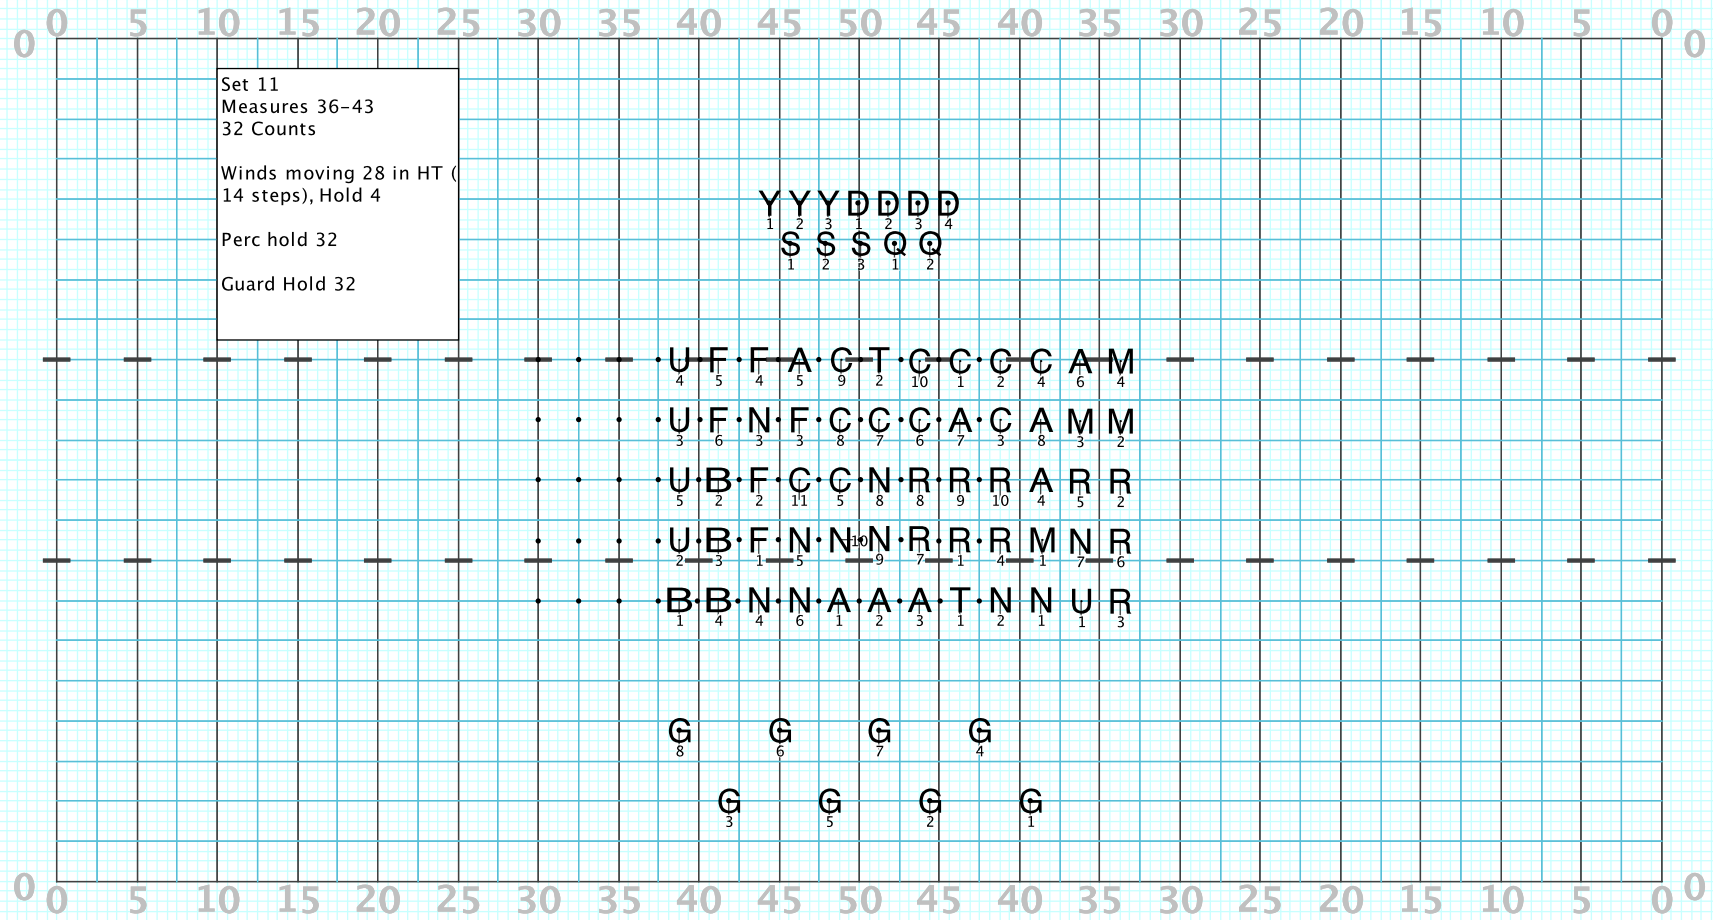 0 5 10 15 20 25 30 35 40 45 50 45 40 35 30 25 20 15 10 5 0
0 0
Set 11
Measures 36-43
32 Counts
Winds moving 28 in HT (
14 steps), Hold 4
Perc hold 32
Guard Hold 32
Y Y Y D D D D
1 2 3 1 2 3 4
S S S Q Q
1 2 3 1 2
U F F A C T C C C C A M
4 5 4 5 9 2 10 1 2 4 6 4
U F N F C C C A C A M M
3 6 3 3 8 7 6 7 3 8 3 2
U B F C C N R R R A R R
5 2 2 11 5 8 8 9 10 4 5 2
U B F N N 10 N R R R M N R
2 3 1 5 9 7 1 4 1 7 6
B B N N A A A T N N U R
1 4 4 6 1 2 3 1 2 1 1 3
G G G G
8 6 7 4
G G G G
3 5 2 1
0 0
0 5 10 15 20 25 30 35 40 45 50 45 40 35 30 25 20 15 10 5 0